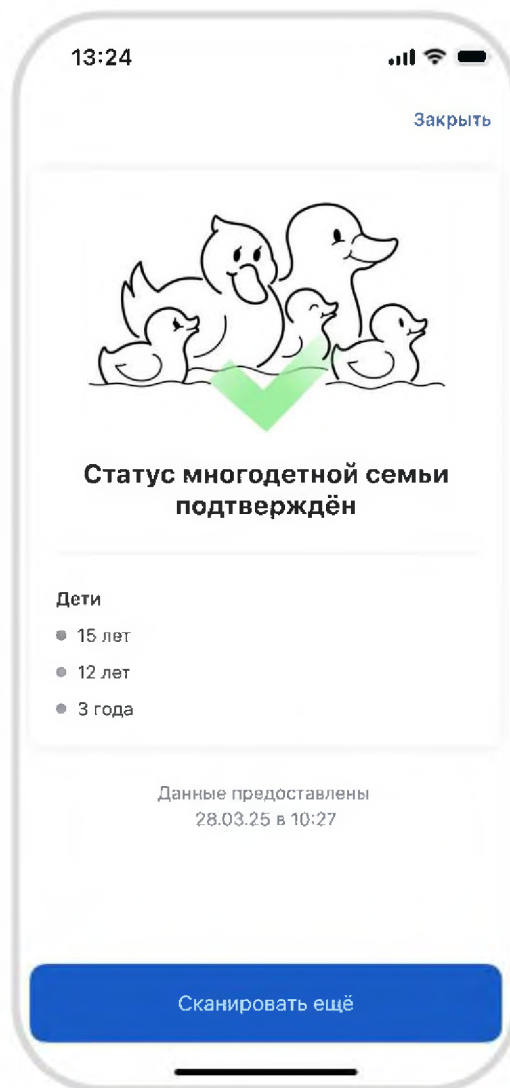 13:24
Закрыть
Статус многодетной семьи
подтверждён
Дети
15 лет
12 лет
3 года
Данные предоставлены
28.03.25 в 10:27
Сканировать ещё